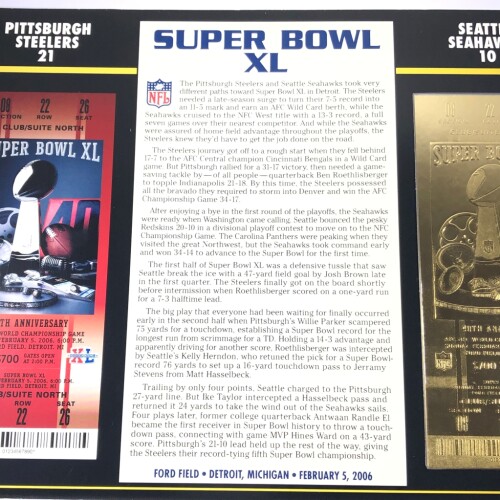 PITTSBURGH
STEELERS
21
SUPER BOWL
XL
SEATTLE
SEAHAWKS
10
NFL
The Pittsburgh Steelers and Seattle Seahawks took very
different paths toward Super Bowl XL in Detroit. The Steelers
needed a late-season surge to turn their 7-5 record into
an 11-5 mark and earn an AFC Wild Card berth, while the
Seahawks cruised to the NFC West title with a 13-3 record, a full
seven games over their nearest competitor. And while the Seahawks
were assured of home field advantage throughout the playoffs, the
Steelers knew they'd have to get the job done on the road.
The Steelers journey got off to a rough start when they fell behind
17-7 to the AFC Central champion Cincinnati Bengals in a Wild Card
game. But Pittsburgh rallied for a 31-17 victory, then needed a game-
saving tackle by—of all people—quarterback Ben Roethlisberger
to topple Indianapolis 21-18. By this time, the Steelers possessed
all the bravado they required to storm into Denver and win the AFC
Championship Game 34-17.
After enjoying a bye in the first round of the playoffs, the Seahawks
were ready when Washington came calling. Seattle bounced the pesky
Redskins 20-10 in a divisional playoff contest to move on to the NFC
Championship Game. The Carolina Panthers were peaking when they
visited the great Northwest, but the Seahawks took command early
and won 34-14 to advance to the Super Bowl for the first time.
The first half of Super Bowl XL was a defensive tussle that saw
Seattle break the ice with a 47-yard field goal by Josh Brown late
in the first quarter. The Steelers finally got on the board shortly
before intermission when Roethlisberger scored on a one-yard run
for a 7-3 halftime lead.
The big play that everyone had been waiting for finally occurred
early in the second half when Pittsburgh's Willie Parker scampered
75 yards for a touchdown, establishing a Super Bowl record for the
longest run from scrimmage for a TD. Holding a 14-3 advantage and
apparently driving for another score, Roethlisberger was intercepted
by Seattle's Kelly Herndon, who returned the pick for a Super Bowl
record 76 yards to set up a 16-yard touchdown pass to Jerramy
Stevens from Matt Hasselbeck.
Trailing by only four points, Seattle charged to the Pittsburgh
27-yard line. But Ike Taylor intercepted a Hasselbeck pass and
returned it 24 yards to take the wind out of the Seahawks sails.
Four plays later, former college quarterback Antwaan Randle El
became the first receiver in Super Bowl history to throw a touch-
down pass, connecting with game MVP Hines Ward on a 43-yard
score. Pittsburgh's 21-10 lead held up the rest of the way, giving
the Steelers their record-tying fifth Super Bowl championship.
FORD FIELD • DETROIT, MICHIGAN • FEBRUARY 5, 2006
08 22 26
CTION ROW SEAT
CLUB/SUITE NORTH
UPER BOWL XL
TH ANNIVERSARY
WORLD CHAMPIONSHIP GAME
$700
XL
B/SUITE NORTH
ROW SEAT
22 26
SUPER BO